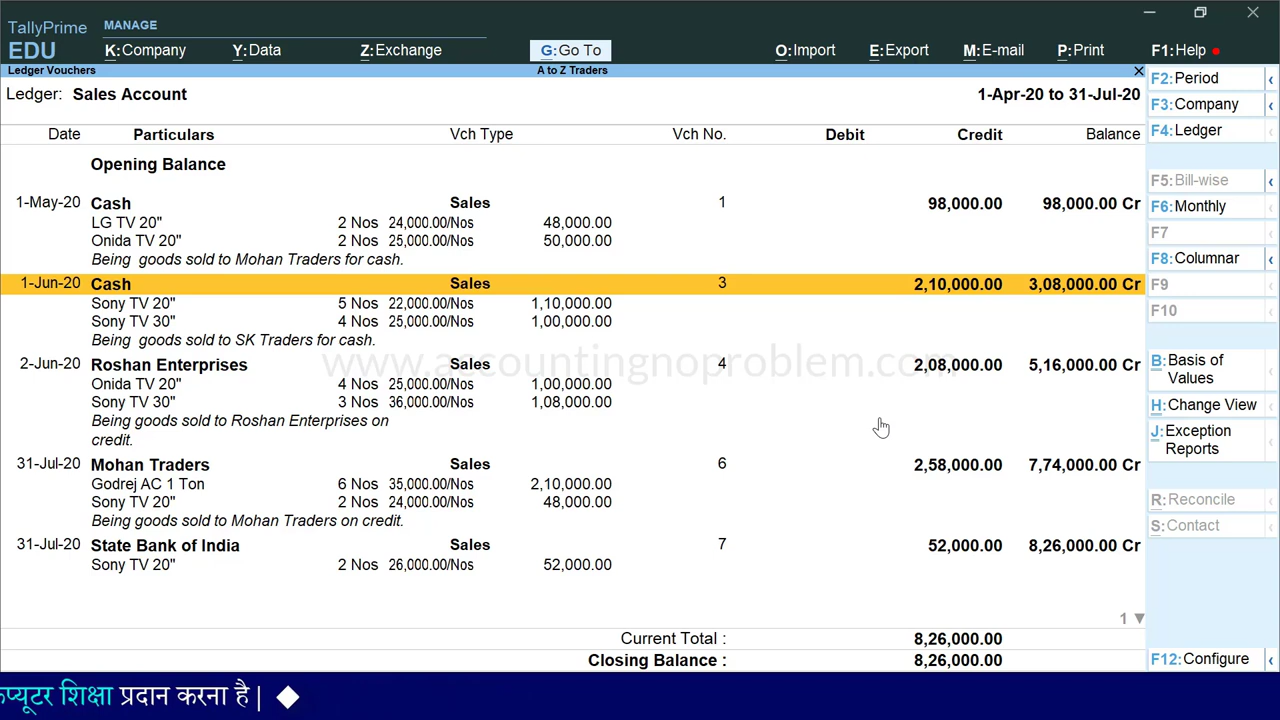 TallyPrime MANAGE
EDU K:Company Y:Data Z:Exchange G:Go To O:Import E:Export M:E-mail P:Print F1:Help
Ledger Vouchers A to Z Traders
Ledger: Sales Account 1-Apr-20 to 31-Jul-20
Date Particulars Vch Type Vch No. Debit Credit Balance
Opening Balance
1-May-20 Cash Sales 1 98,000.00 98,000.00 Cr
LG TV 20" 2 Nos 24,000.00/Nos 48,000.00
Onida TV 20" 2 Nos 25,000.00/Nos 50,000.00
Being goods sold to Mohan Traders for cash.
1-Jun-20 Cash Sales 3 2,10,000.00 3,08,000.00 Cr
Sony TV 20" 5 Nos 22,000.00/Nos 1,10,000.00
Sony TV 30" 4 Nos 25,000.00/Nos 1,00,000.00
Being goods sold to SK Traders for cash.
www.accountingnoproblem.com
2-Jun-20 Roshan Enterprises Sales 4 2,08,000.00 5,16,000.00 Cr
Onida TV 20" 4 Nos 25,000.00/Nos 1,00,000.00
Sony TV 30" 3 Nos 36,000.00/Nos 1,08,000.00
Being goods sold to Roshan Enterprises on
credit.
31-Jul-20 Mohan Traders Sales 6 2,58,000.00 7,74,000.00 Cr
Godrej AC 1 Ton 6 Nos 35,000.00/Nos 2,10,000.00
Sony TV 20" 2 Nos 24,000.00/Nos 48,000.00
Being goods sold to Mohan Traders on credit.
31-Jul-20 State Bank of India Sales 7 52,000.00 8,26,000.00 Cr
Sony TV 20" 2 Nos 26,000.00/Nos 52,000.00
1
Current Total : 8,26,000.00
Closing Balance : 8,26,000.00
F2:Period
F3:Company
F4:Ledger
F5:Bill-wise
F6:Monthly
F7
F8:Columnar
F9
F10
B:Basis of
Values
H:Change View
J:Exception
Reports
R:Reconcile
S:Contact
F12:Configure
शिक्षा प्रदान करना है |